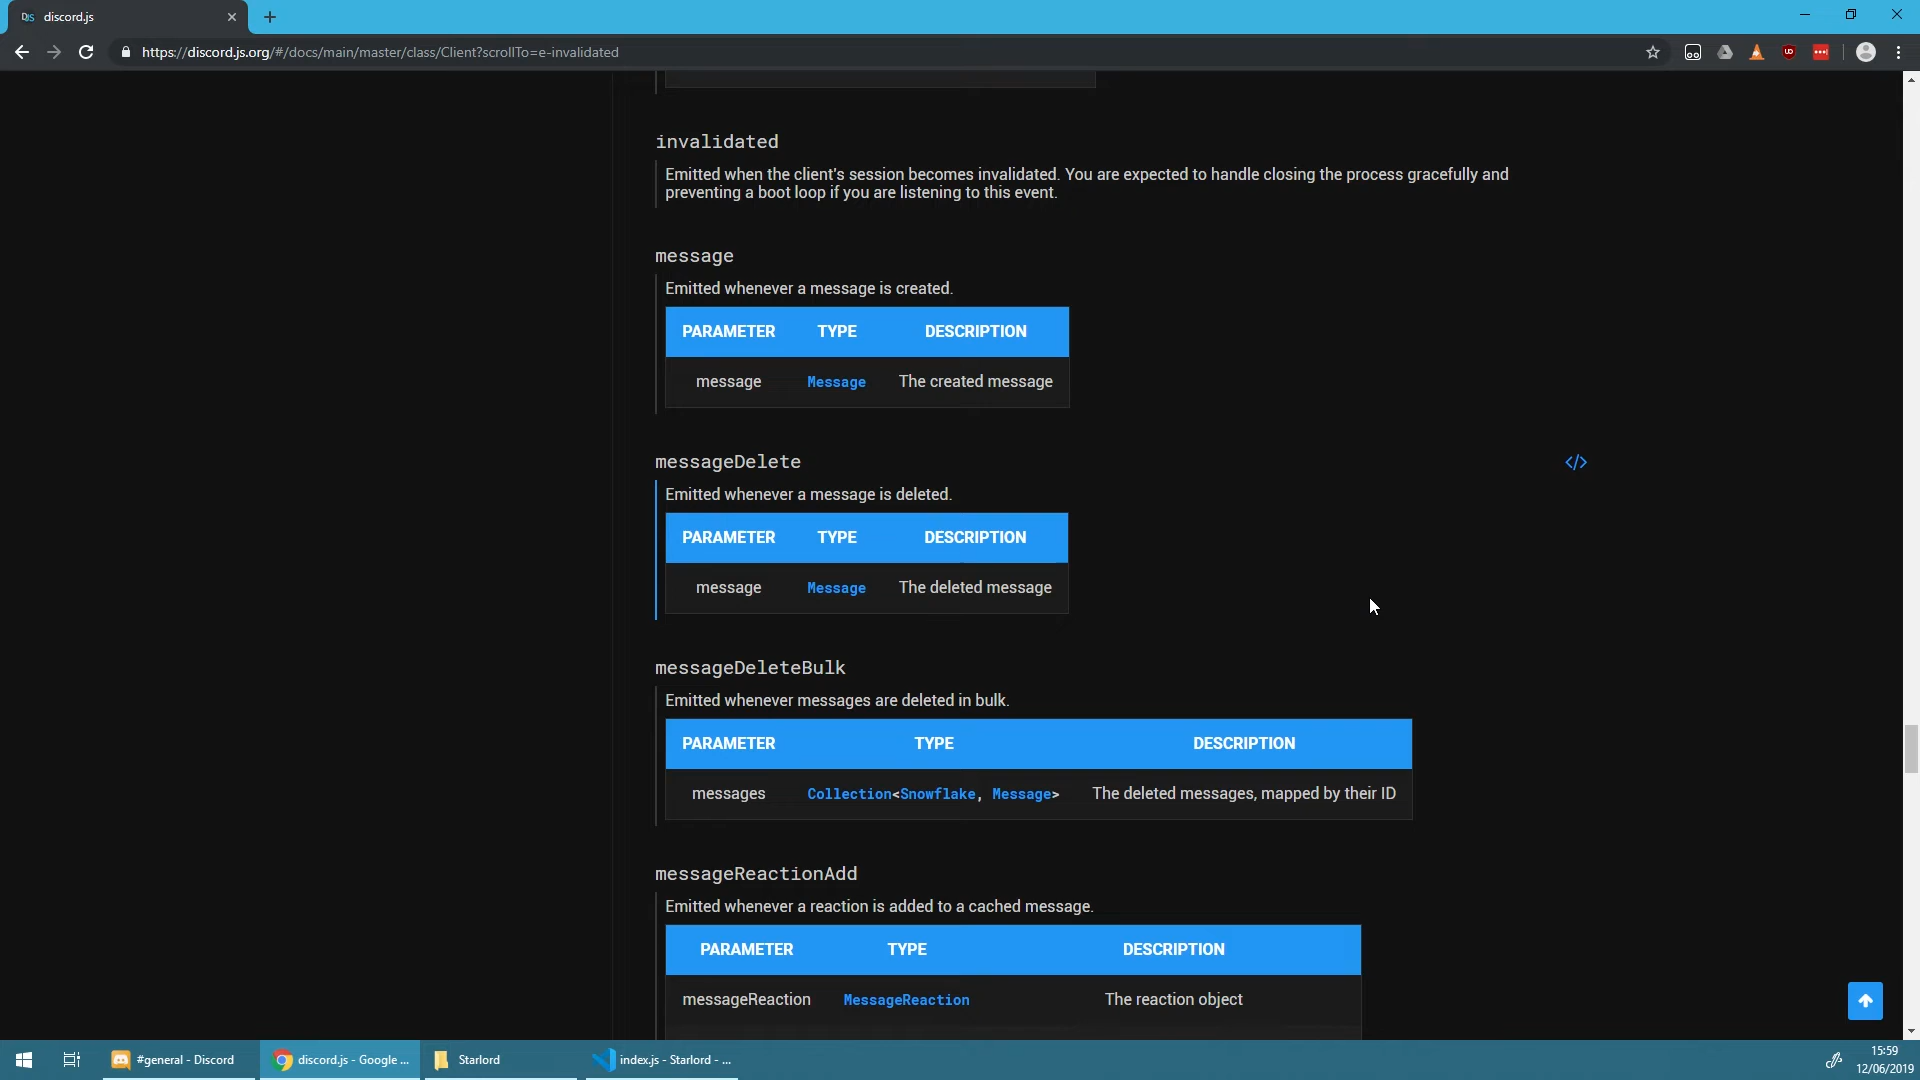 DJS discord.js
https://discord.js.org/#/docs/main/master/class/Client?scrollTo=e-invalidated
invalidated
Emitted when the client's session becomes invalidated. You are expected to handle closing the process gracefully and
preventing a boot loop if you are listening to this event.
message
Emitted whenever a message is created.
PARAMETER TYPE DESCRIPTION
message Message The created message
messageDelete </>
Emitted whenever a message is deleted.
PARAMETER TYPE DESCRIPTION
message Message The deleted message
messageDeleteBulk
Emitted whenever messages are deleted in bulk.
PARAMETER TYPE DESCRIPTION
messages Collection<Snowflake, Message> The deleted messages, mapped by their ID
messageReactionAdd
Emitted whenever a reaction is added to a cached message.
PARAMETER TYPE DESCRIPTION
messageReaction MessageReaction The reaction object
#general - Discord discord.js - Google ... Starlord index.js - Starlord - ...
15:59
12/06/2019